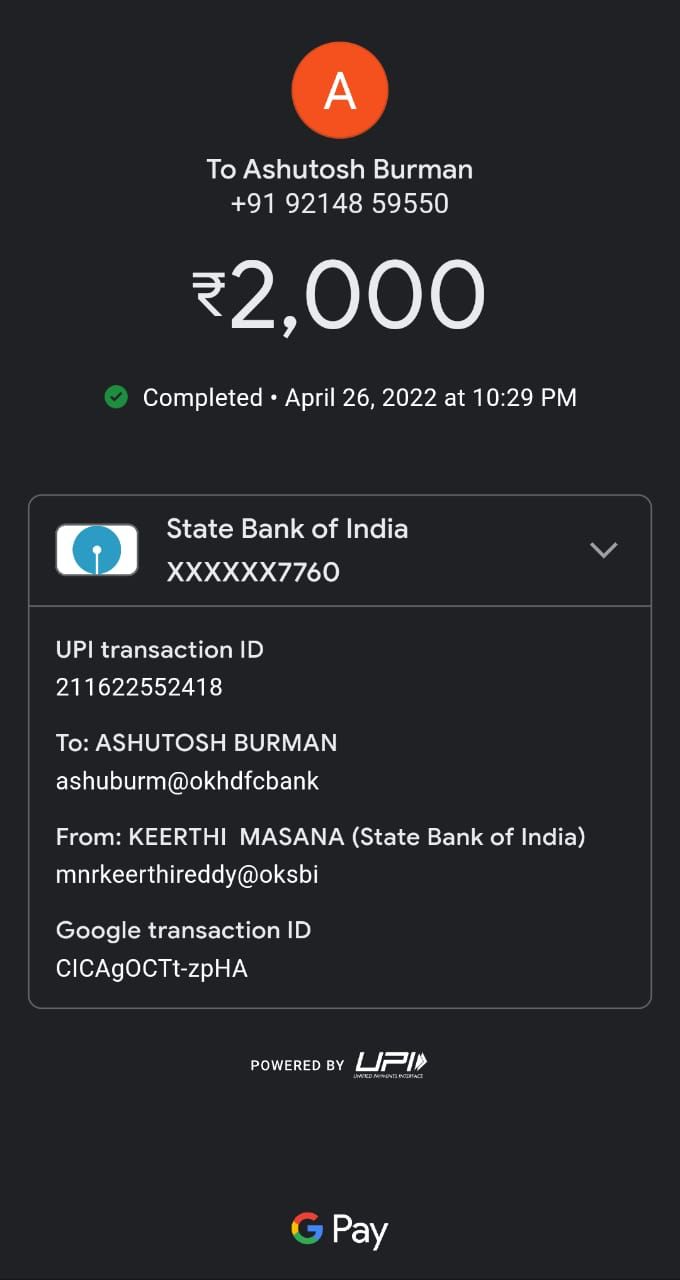 A
To Ashutosh Burman
+91 92148 59550
₹2,000
Completed • April 26, 2022 at 10:29 PM
State Bank of India
XXXXXX7760
UPI transaction ID
211622552418
To: ASHUTOSH BURMAN
ashuburm@okhdfcbank
From: KEERTHI  MASANA (State Bank of India)
mnrkeerthireddy@oksbi
Google transaction ID
CICAgOCTt-zpHA
POWERED BY UPI
UNIFIED PAYMENTS INTERFACE
G Pay